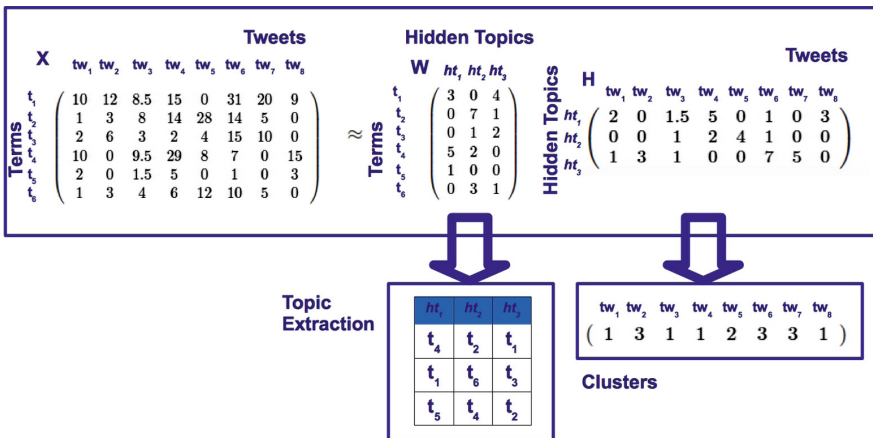 Tweets Hidden Topics
X tw1 tw2 tw3 tw4 tw5 tw6 tw7 tw8
t1 10 12 8.5 15 0 31 20 9
t2 1 3 8 14 28 14 5 0
t3 2 6 3 2 4 15 10 0
t4 10 0 9.5 29 8 7 0 15
t5 2 0 1.5 5 0 1 0 3
t6 1 3 4 6 12 10 5 0
Terms
≈
W ht1 ht2 ht3
t1 3 0 4
t2 0 7 1
t3 0 1 2
t4 5 2 0
t5 1 0 0
t6 0 3 1
Terms
Tweets
H tw1 tw2 tw3 tw4 tw5 tw6 tw7 tw8
ht1 2 0 1.5 5 0 1 0 3
ht2 0 0 1 2 4 1 0 0
ht3 1 3 1 0 0 7 5 0
Hidden Topics
Topic
Extraction
ht1 ht2 ht3
t4 t2 t1
t1 t6 t3
t5 t4 t2
tw1 tw2 tw3 tw4 tw5 tw6 tw7 tw8
( 1 3 1 1 2 3 3 1 )
Clusters